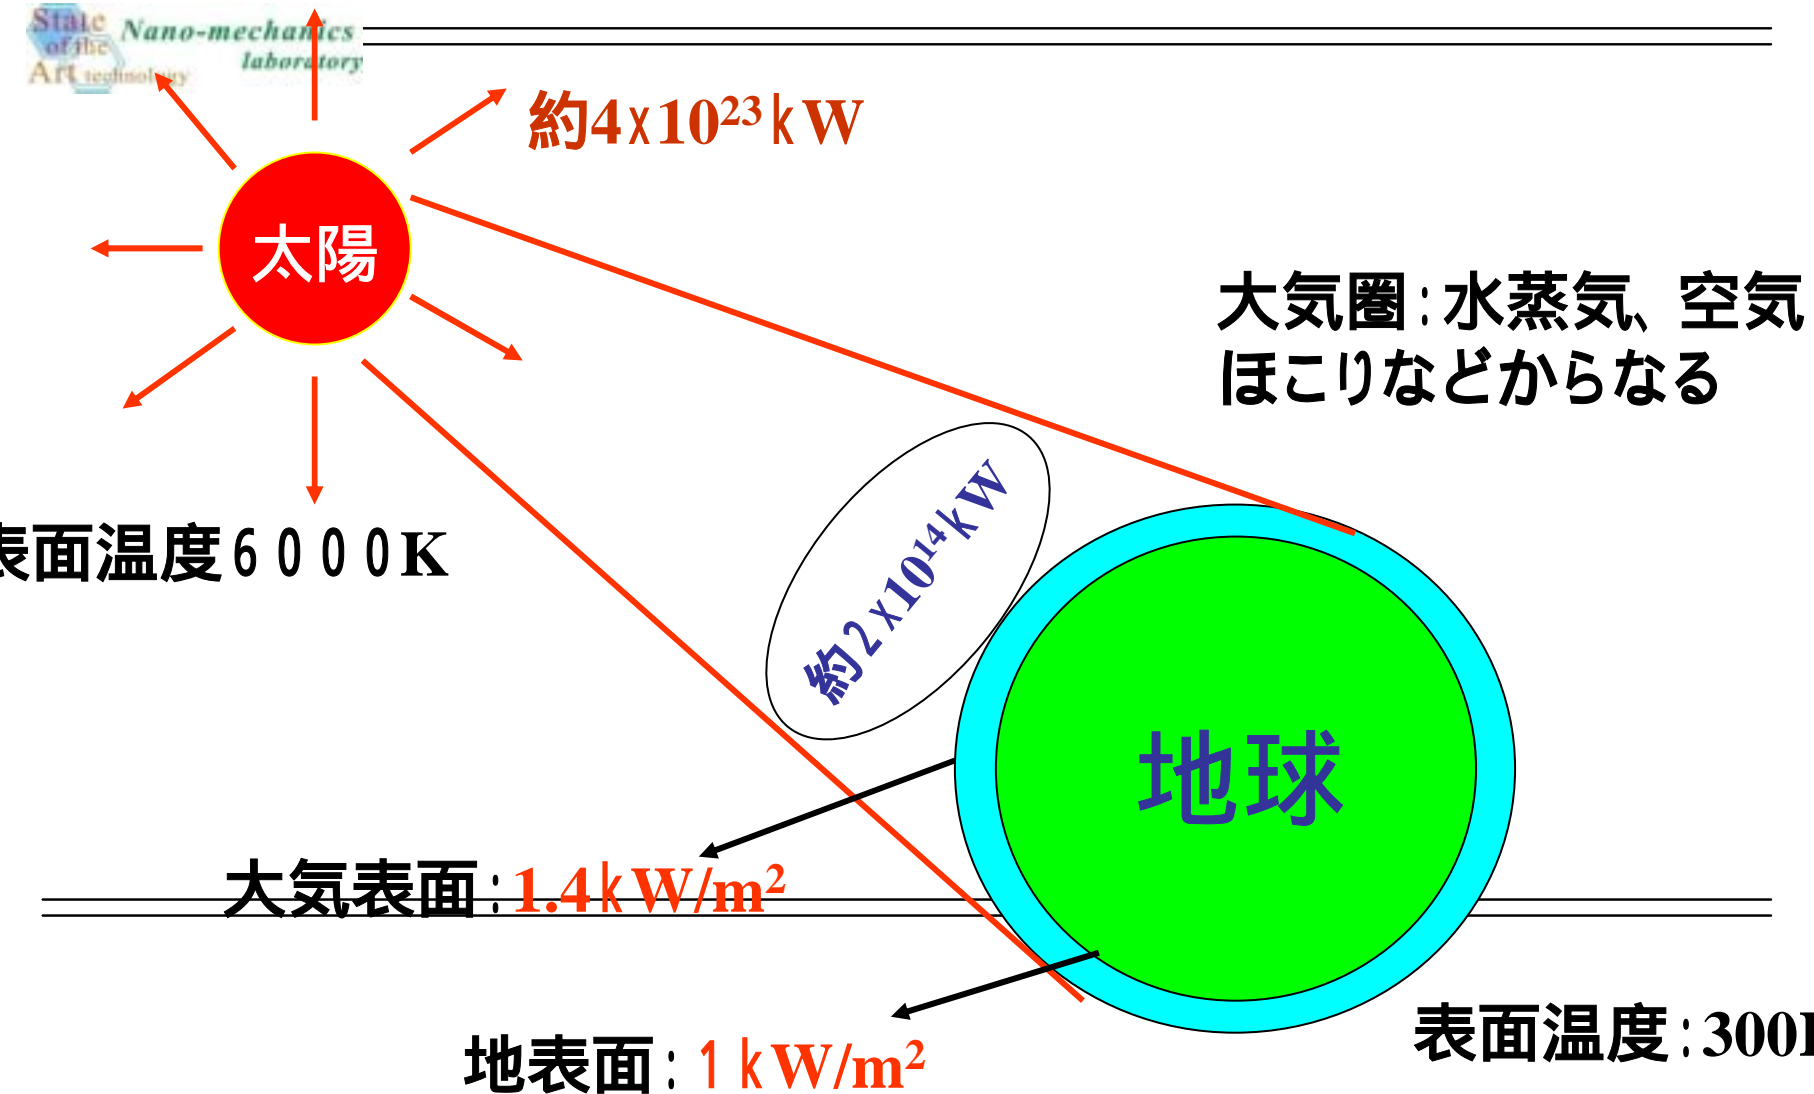 State
of the
Art technology
Nano-mechanics
laboratory
約4x10²³kW
太陽
大気圏:水蒸気、空気
ほこりなどからなる
約2x10¹⁴kW
表面温度6000K
地球
大気表面:1.4kW/m²
地表面:1kW/m²
表面温度:300K